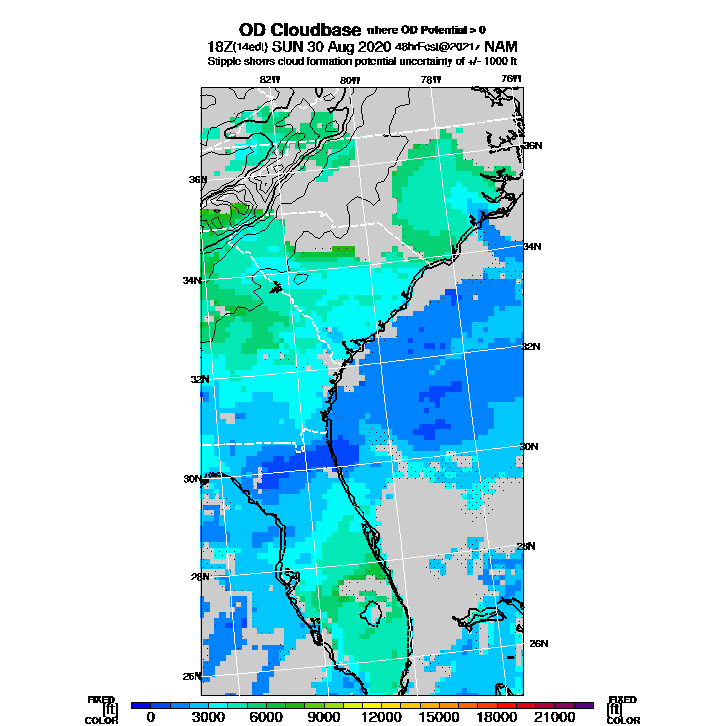 OD Cloudbase where OD Potential > 0
18Z(14edt) SUN 30 Aug 2020 48hrFcst@2021z NAM
Stipple shows cloud formation potential uncertainty of +/- 1000 ft
82W 80W 78W 76W
36N
36N
34N
34N
32N
32N
30N
30N
28N
28N
26N
26N
FIXED FIXED
[ft] [ft]
COLOR COLOR
0 3000 6000 9000 12000 15000 18000 21000